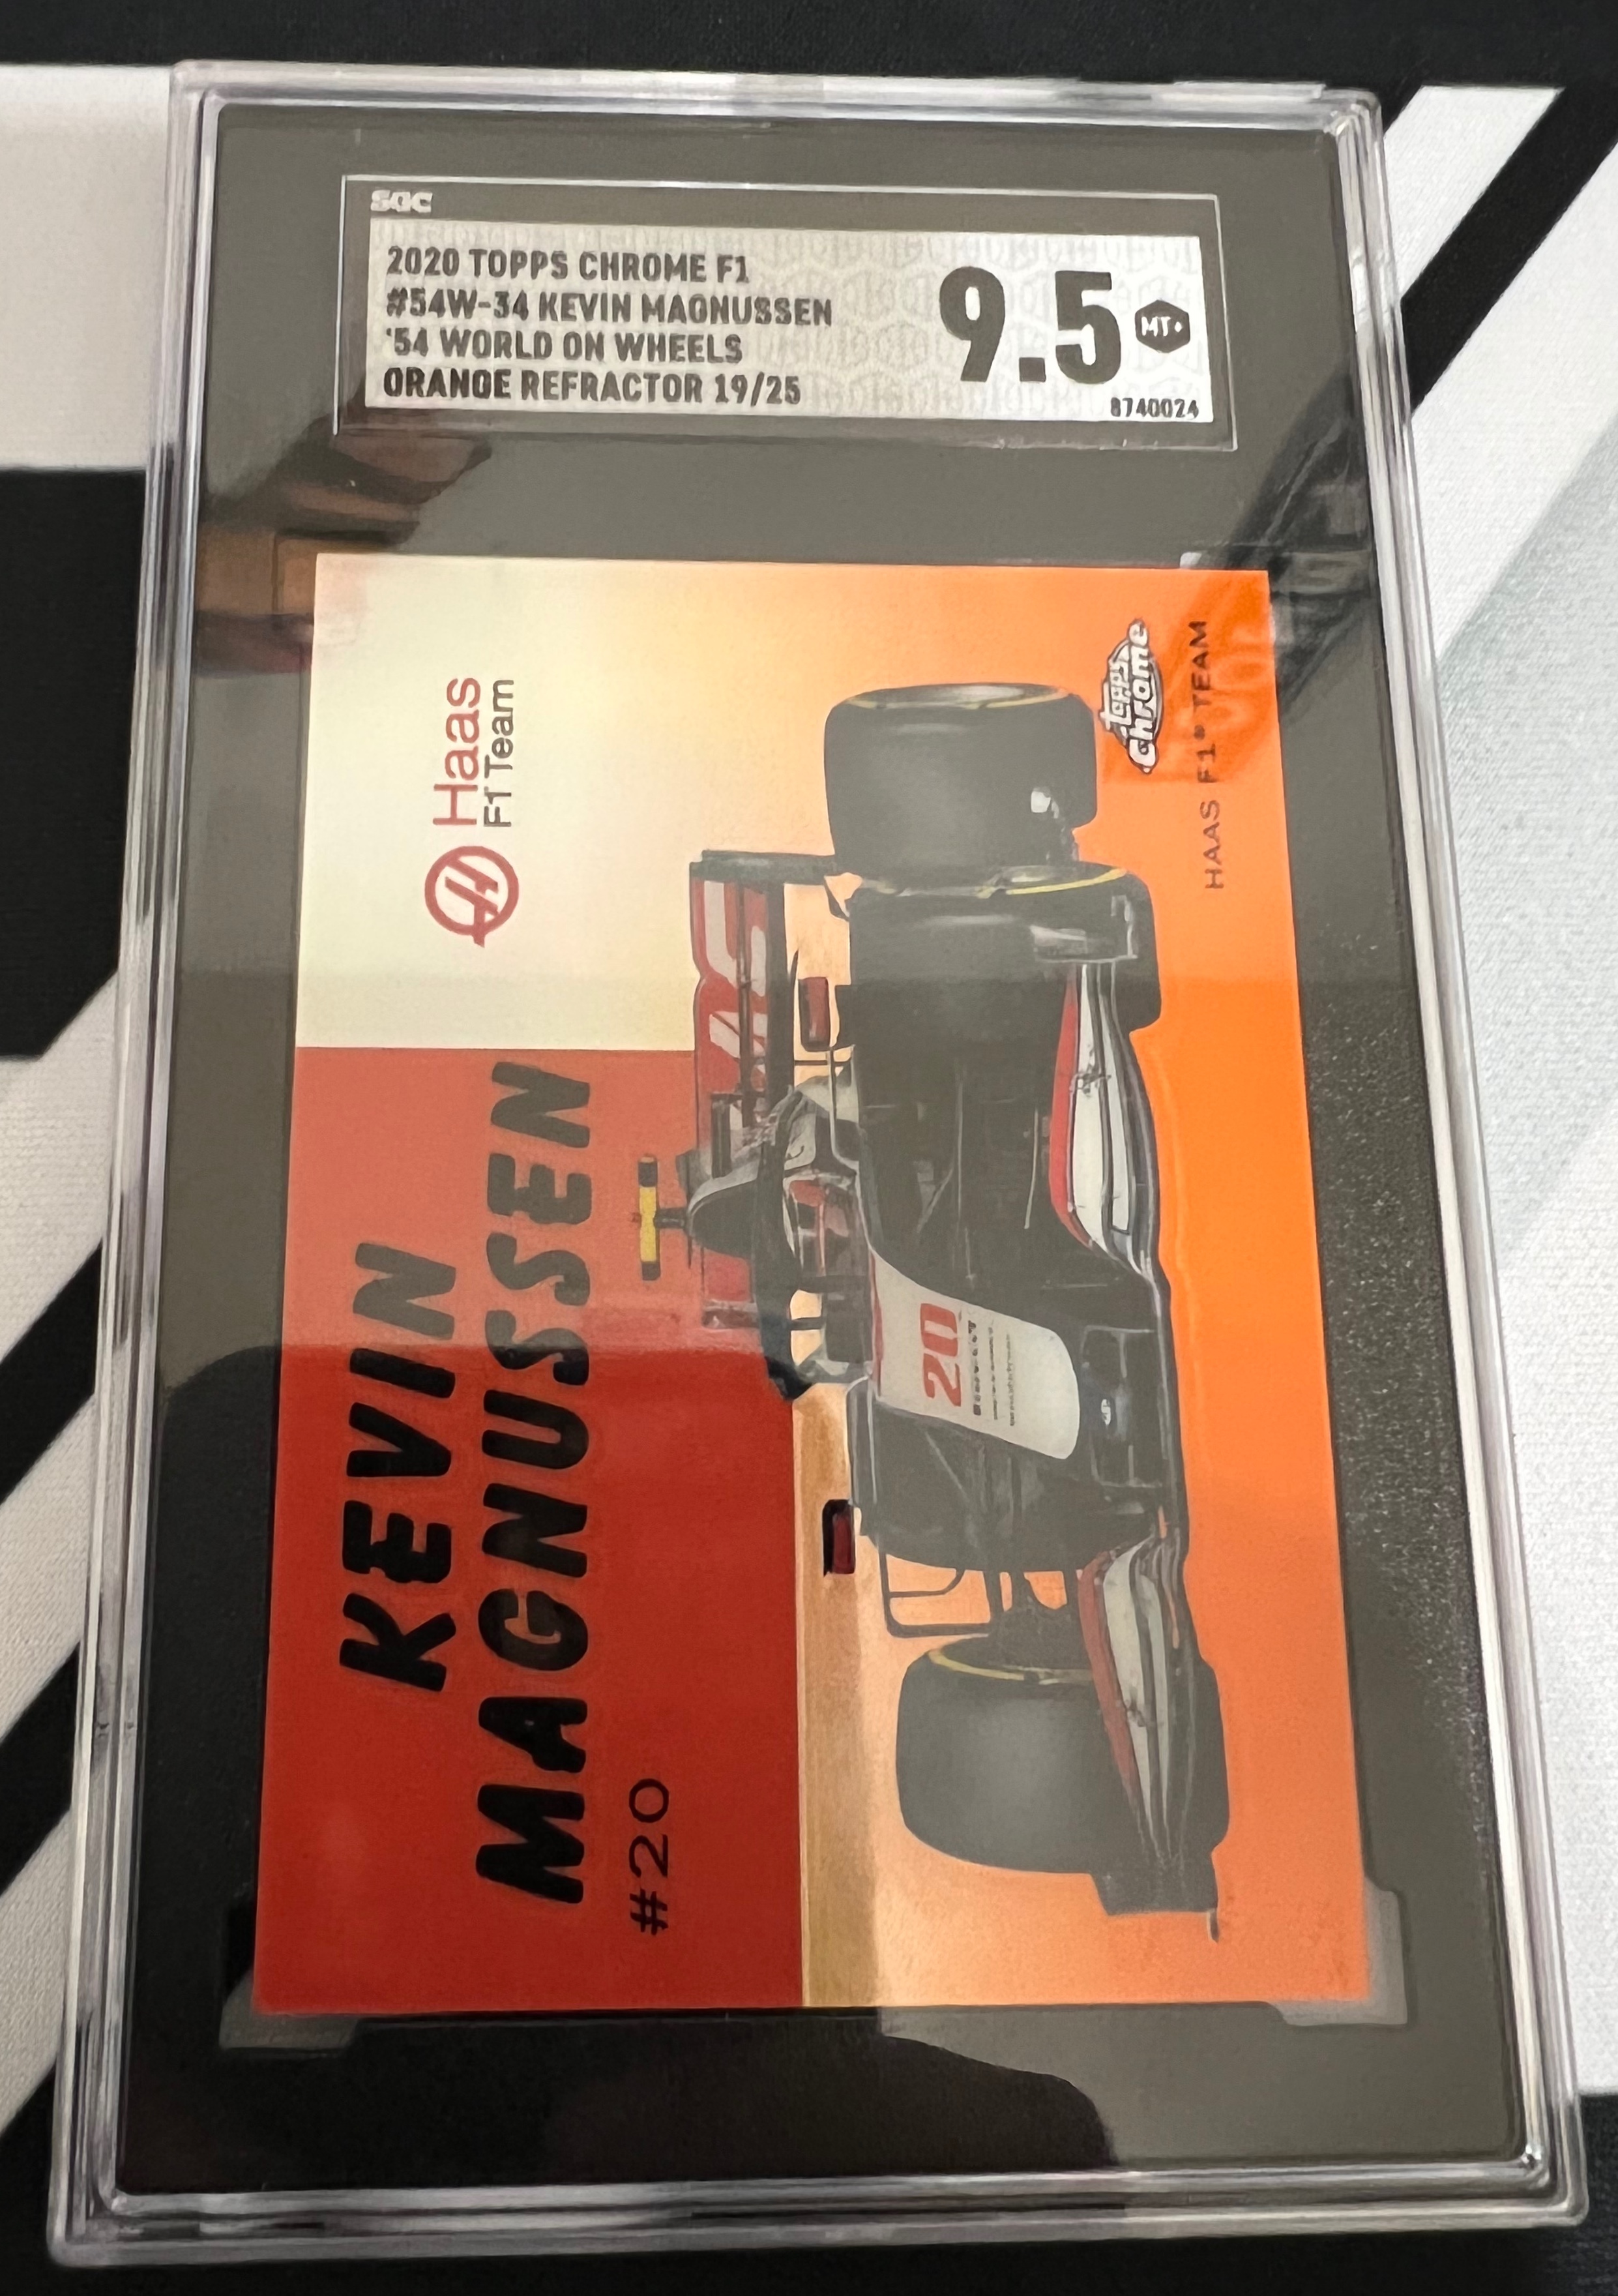 SGC
2020 TOPPS CHROME F1
#54W-34 KEVIN MAGNUSSEN
'54 WORLD ON WHEELS
ORANGE REFRACTOR 19/25
9.5
MT+
8740024
Haas
F1 Team
KEVIN
MAGNUSSEN
#20
20
topps
chrome
HAAS F1® TEAM